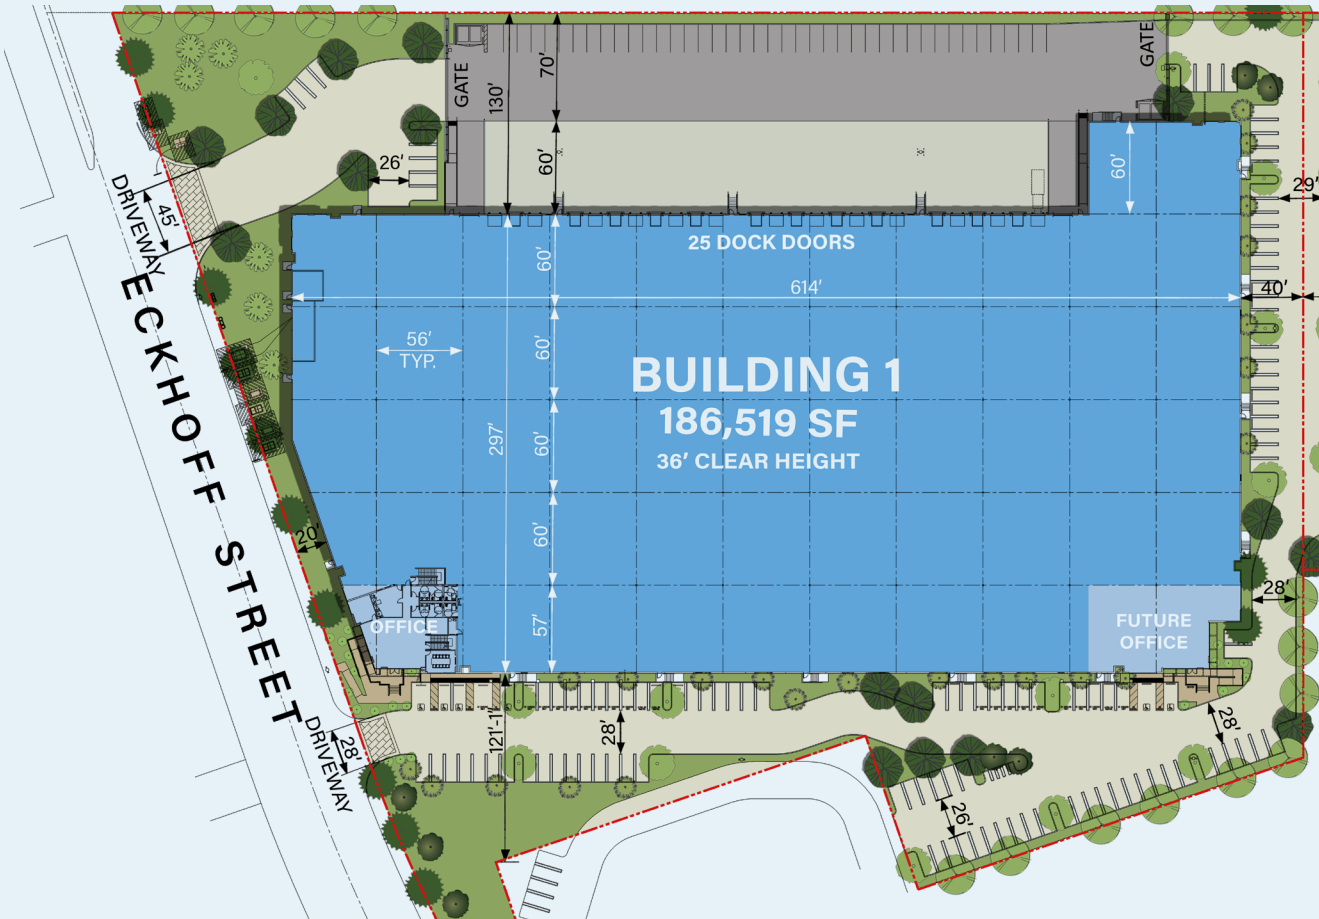 GATE
130'
70'
GATE
26'
60'
60'
29'
DRIVEWAY
45'
25 DOCK DOORS
60'
614'
40'
ECKHOFF STREET
56'
TYP.
60'
BUILDING 1
186,519 SF
36' CLEAR HEIGHT
297'
60'
20'
60'
28'
OFFICE
57'
FUTURE
OFFICE
DRIVEWAY
28'
121'-1"
28'
28'
26'